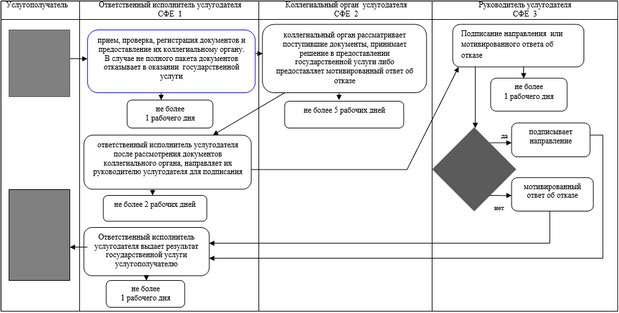 Услугополучатель
Ответственный исполнитель услугодателя
СФЕ 1
Коллегиальный орган услугодателя
СФЕ 2
Руководитель услугодателя
СФЕ 3
прием, проверка, регистрация документов и
предоставление их коллегиальному органу.
В случае не полного пакета документов
отказывает в оказании государственной
услуги
не более
1 рабочего дня
коллегиальный орган рассматривает
поступившие документы, принимает
решение в предоставлении
государственной услуги либо
предоставляет мотивированный ответ об
отказе
не более 5 рабочих дней
Подписание направления или
мотивированного ответа об
отказе
не более
1 рабочего дня
ответственный исполнитель услугодателя
после рассмотрения документов
коллегиального органа, направляет их
руководителю услугодателя для подписания
не более 2 рабочих дней
да
подписывает
направление
нет
мотивированный
ответ об отказе
Ответственный исполнитель
услугодателя выдает результат
государственной услуги
услугополучателю
не более
1 рабочего дня